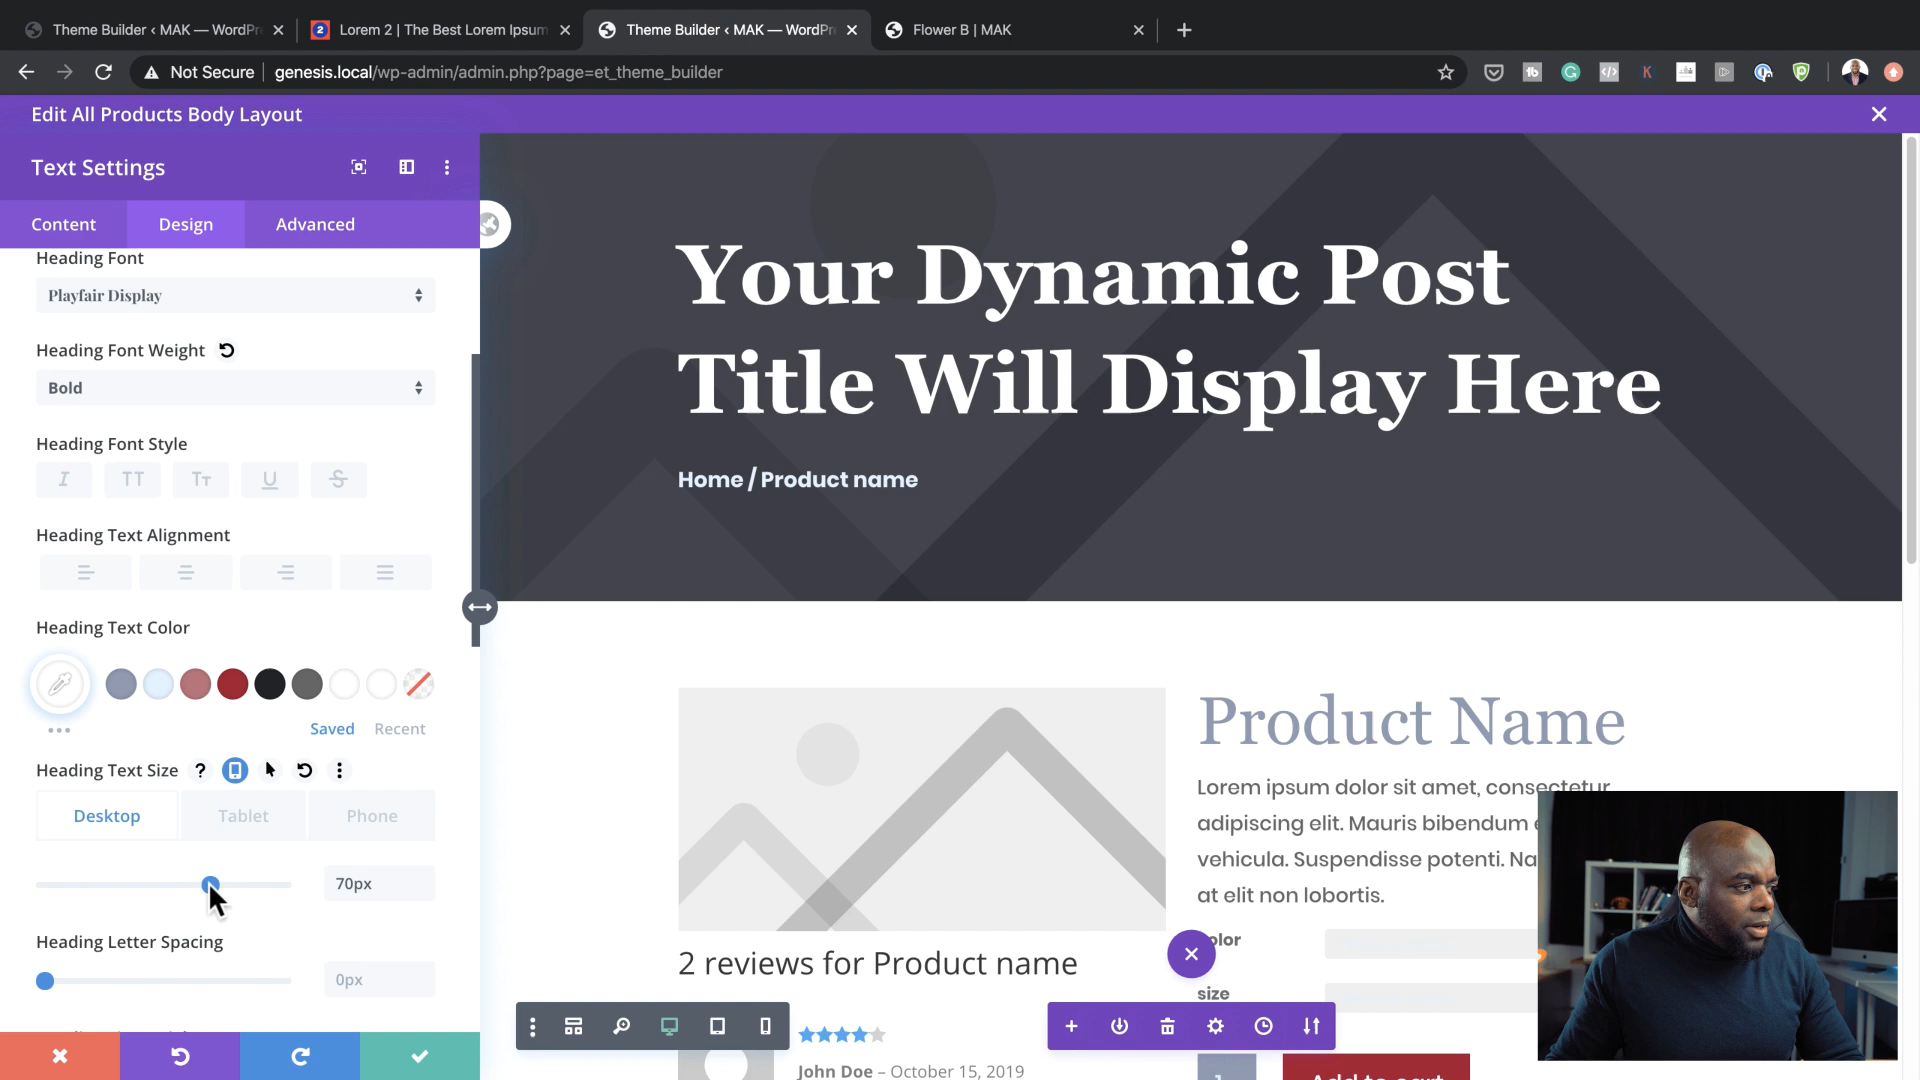 Theme Builder ‹ MAK — WordPr
Lorem 2 | The Best Lorem Ipsum
Theme Builder ‹ MAK — WordPr
Flower B | MAK
Not Secure
genesis.local/wp-admin/admin.php?page=et_theme_builder
Edit All Products Body Layout
Text Settings
Content
Design
Advanced
Heading Font
Playfair Display
Heading Font Weight
Bold
Heading Font Style
I
TT
Tт
U
S
Heading Text Alignment
Heading Text Color
Saved
Recent
Heading Text Size
?
Desktop
Tablet
Phone
70px
Heading Letter Spacing
0px
Your Dynamic Post
Title Will Display Here
Home / Product name
Product Name
Lorem ipsum dolor sit amet, consectetur
adipiscing elit. Mauris bibendum
vehicula. Suspendisse potenti.
at elit non lobortis.
size
2 reviews for Product name
John Doe – October 15, 2019
Add to cart